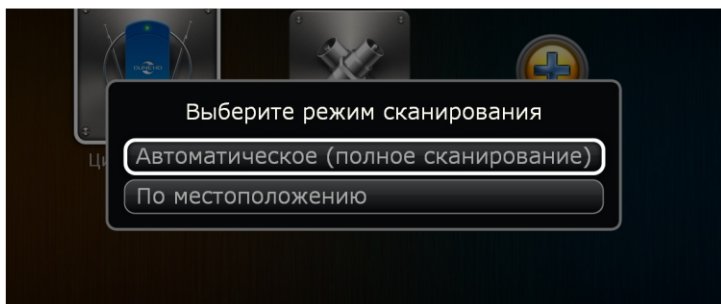 Выберите режим сканирования
Автоматическое (полное сканирование)
По местоположению